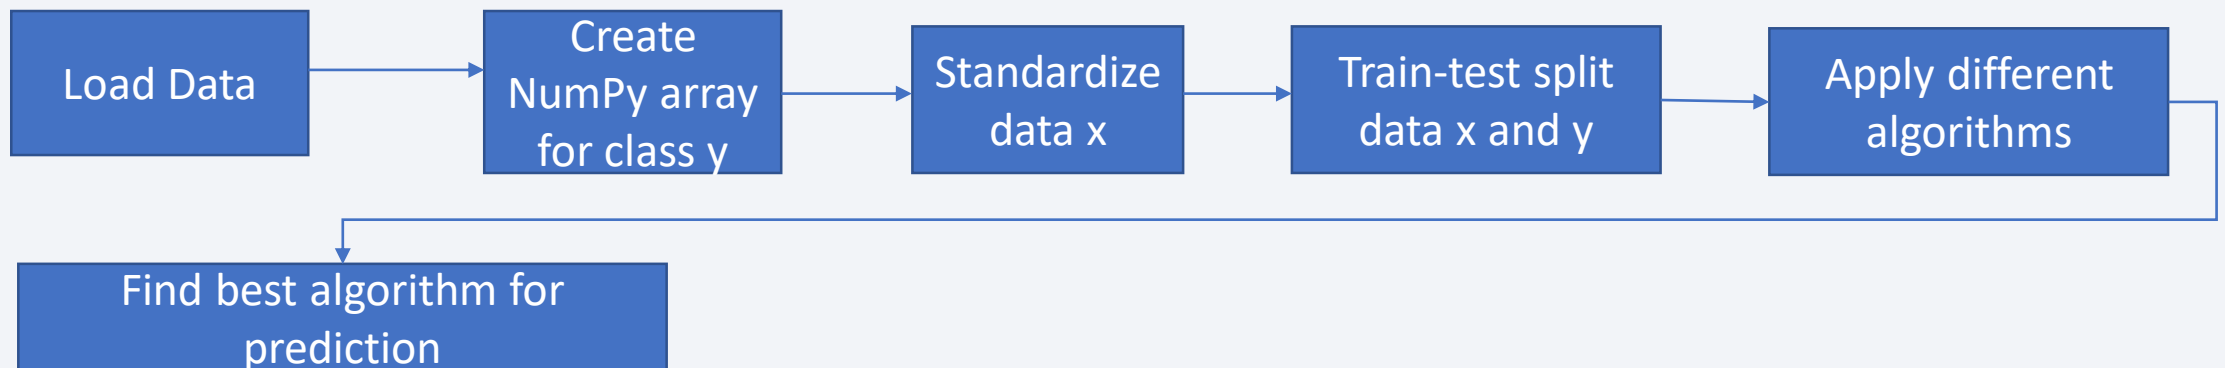 Load Data
Create
NumPy array
for class y
Standardize
data x
Train-test split
data x and y
Apply different
algorithms
Find best algorithm for
prediction